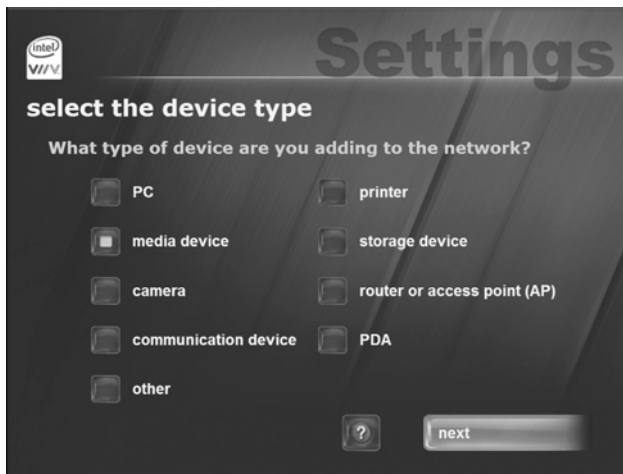 intel
VIIV
Settings
select the device type
What type of device are you adding to the network?
PC
printer
media device
storage device
camera
router or access point (AP)
communication device
PDA
other
?
next